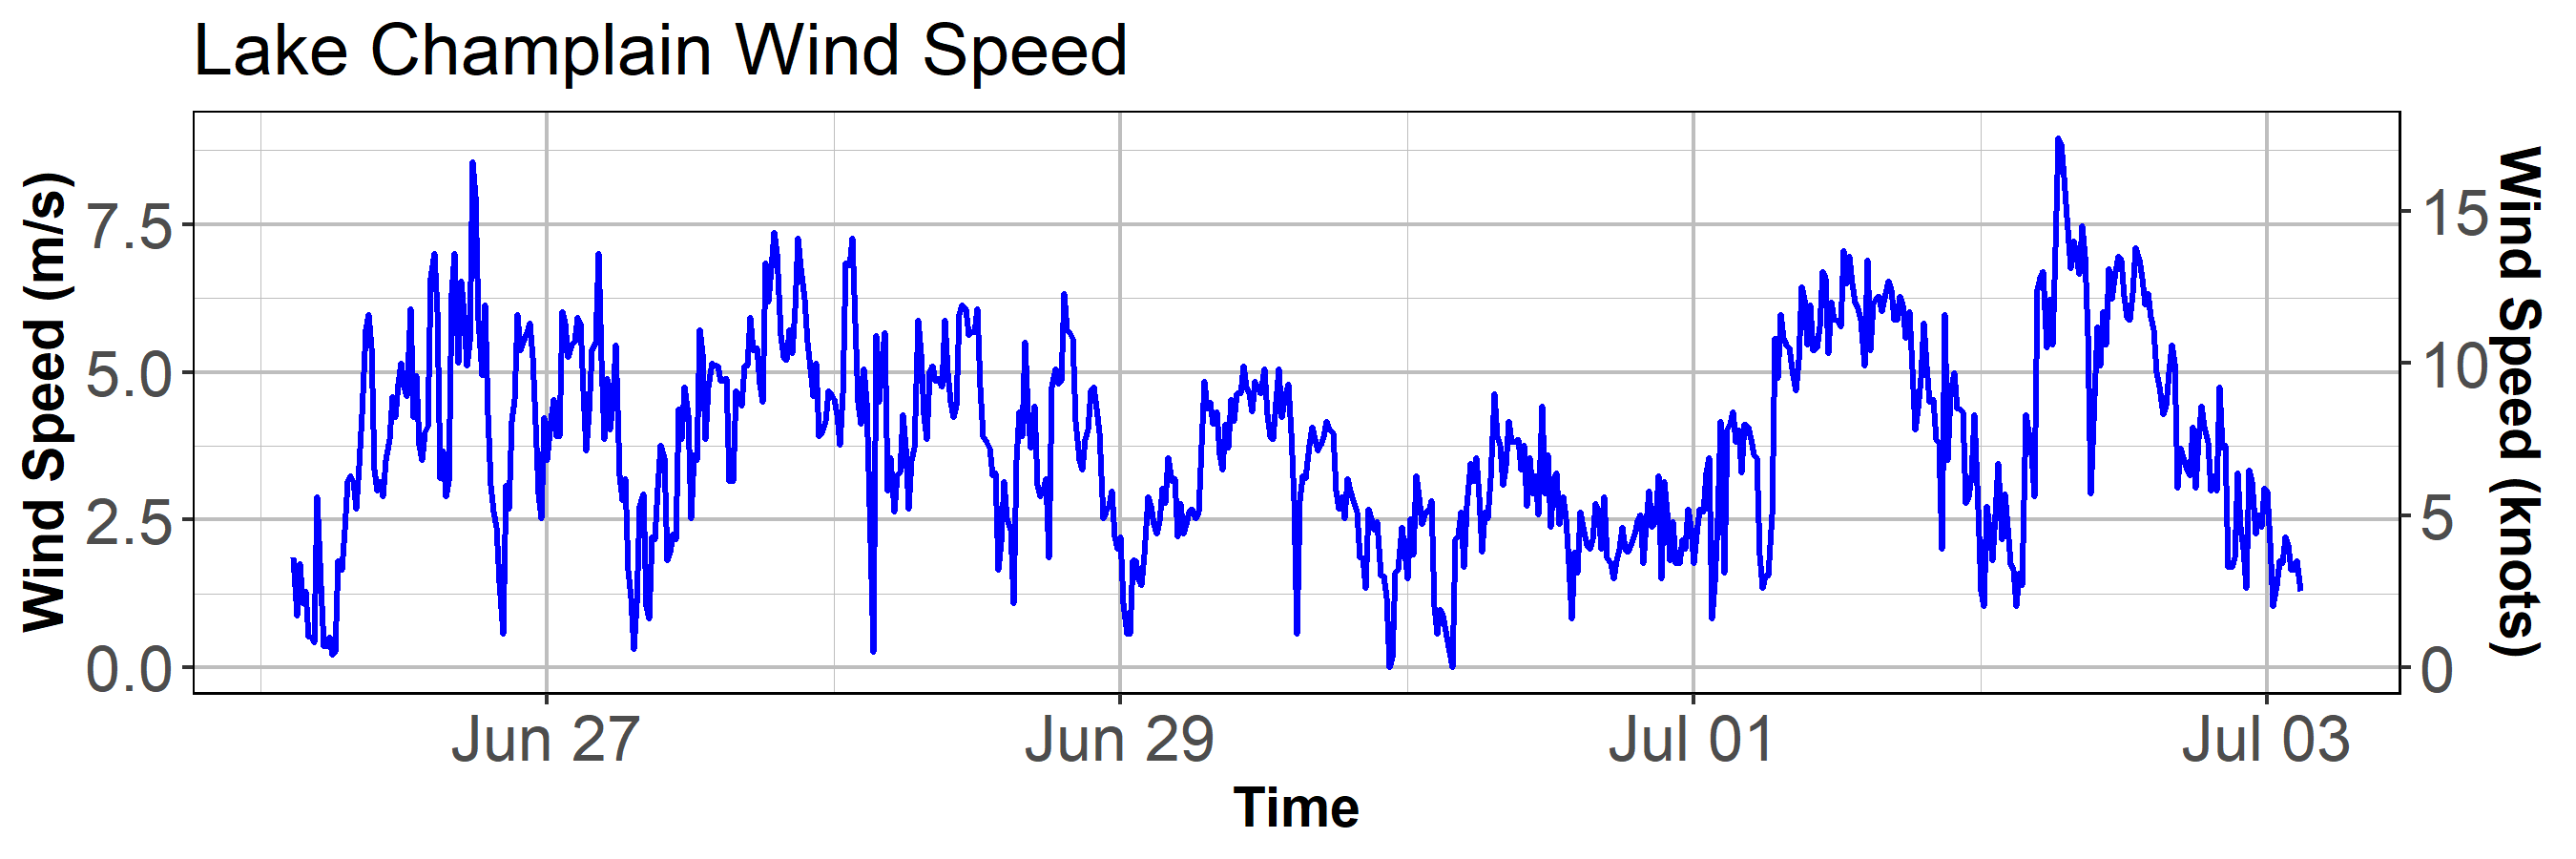 Lake Champlain Wind Speed
Wind Speed (m/s)
7.5
5.0
2.5
0.0
15
10
5
0
Wind Speed (knots)
Jun 27
Jun 29
Jul 01
Jul 03
Time